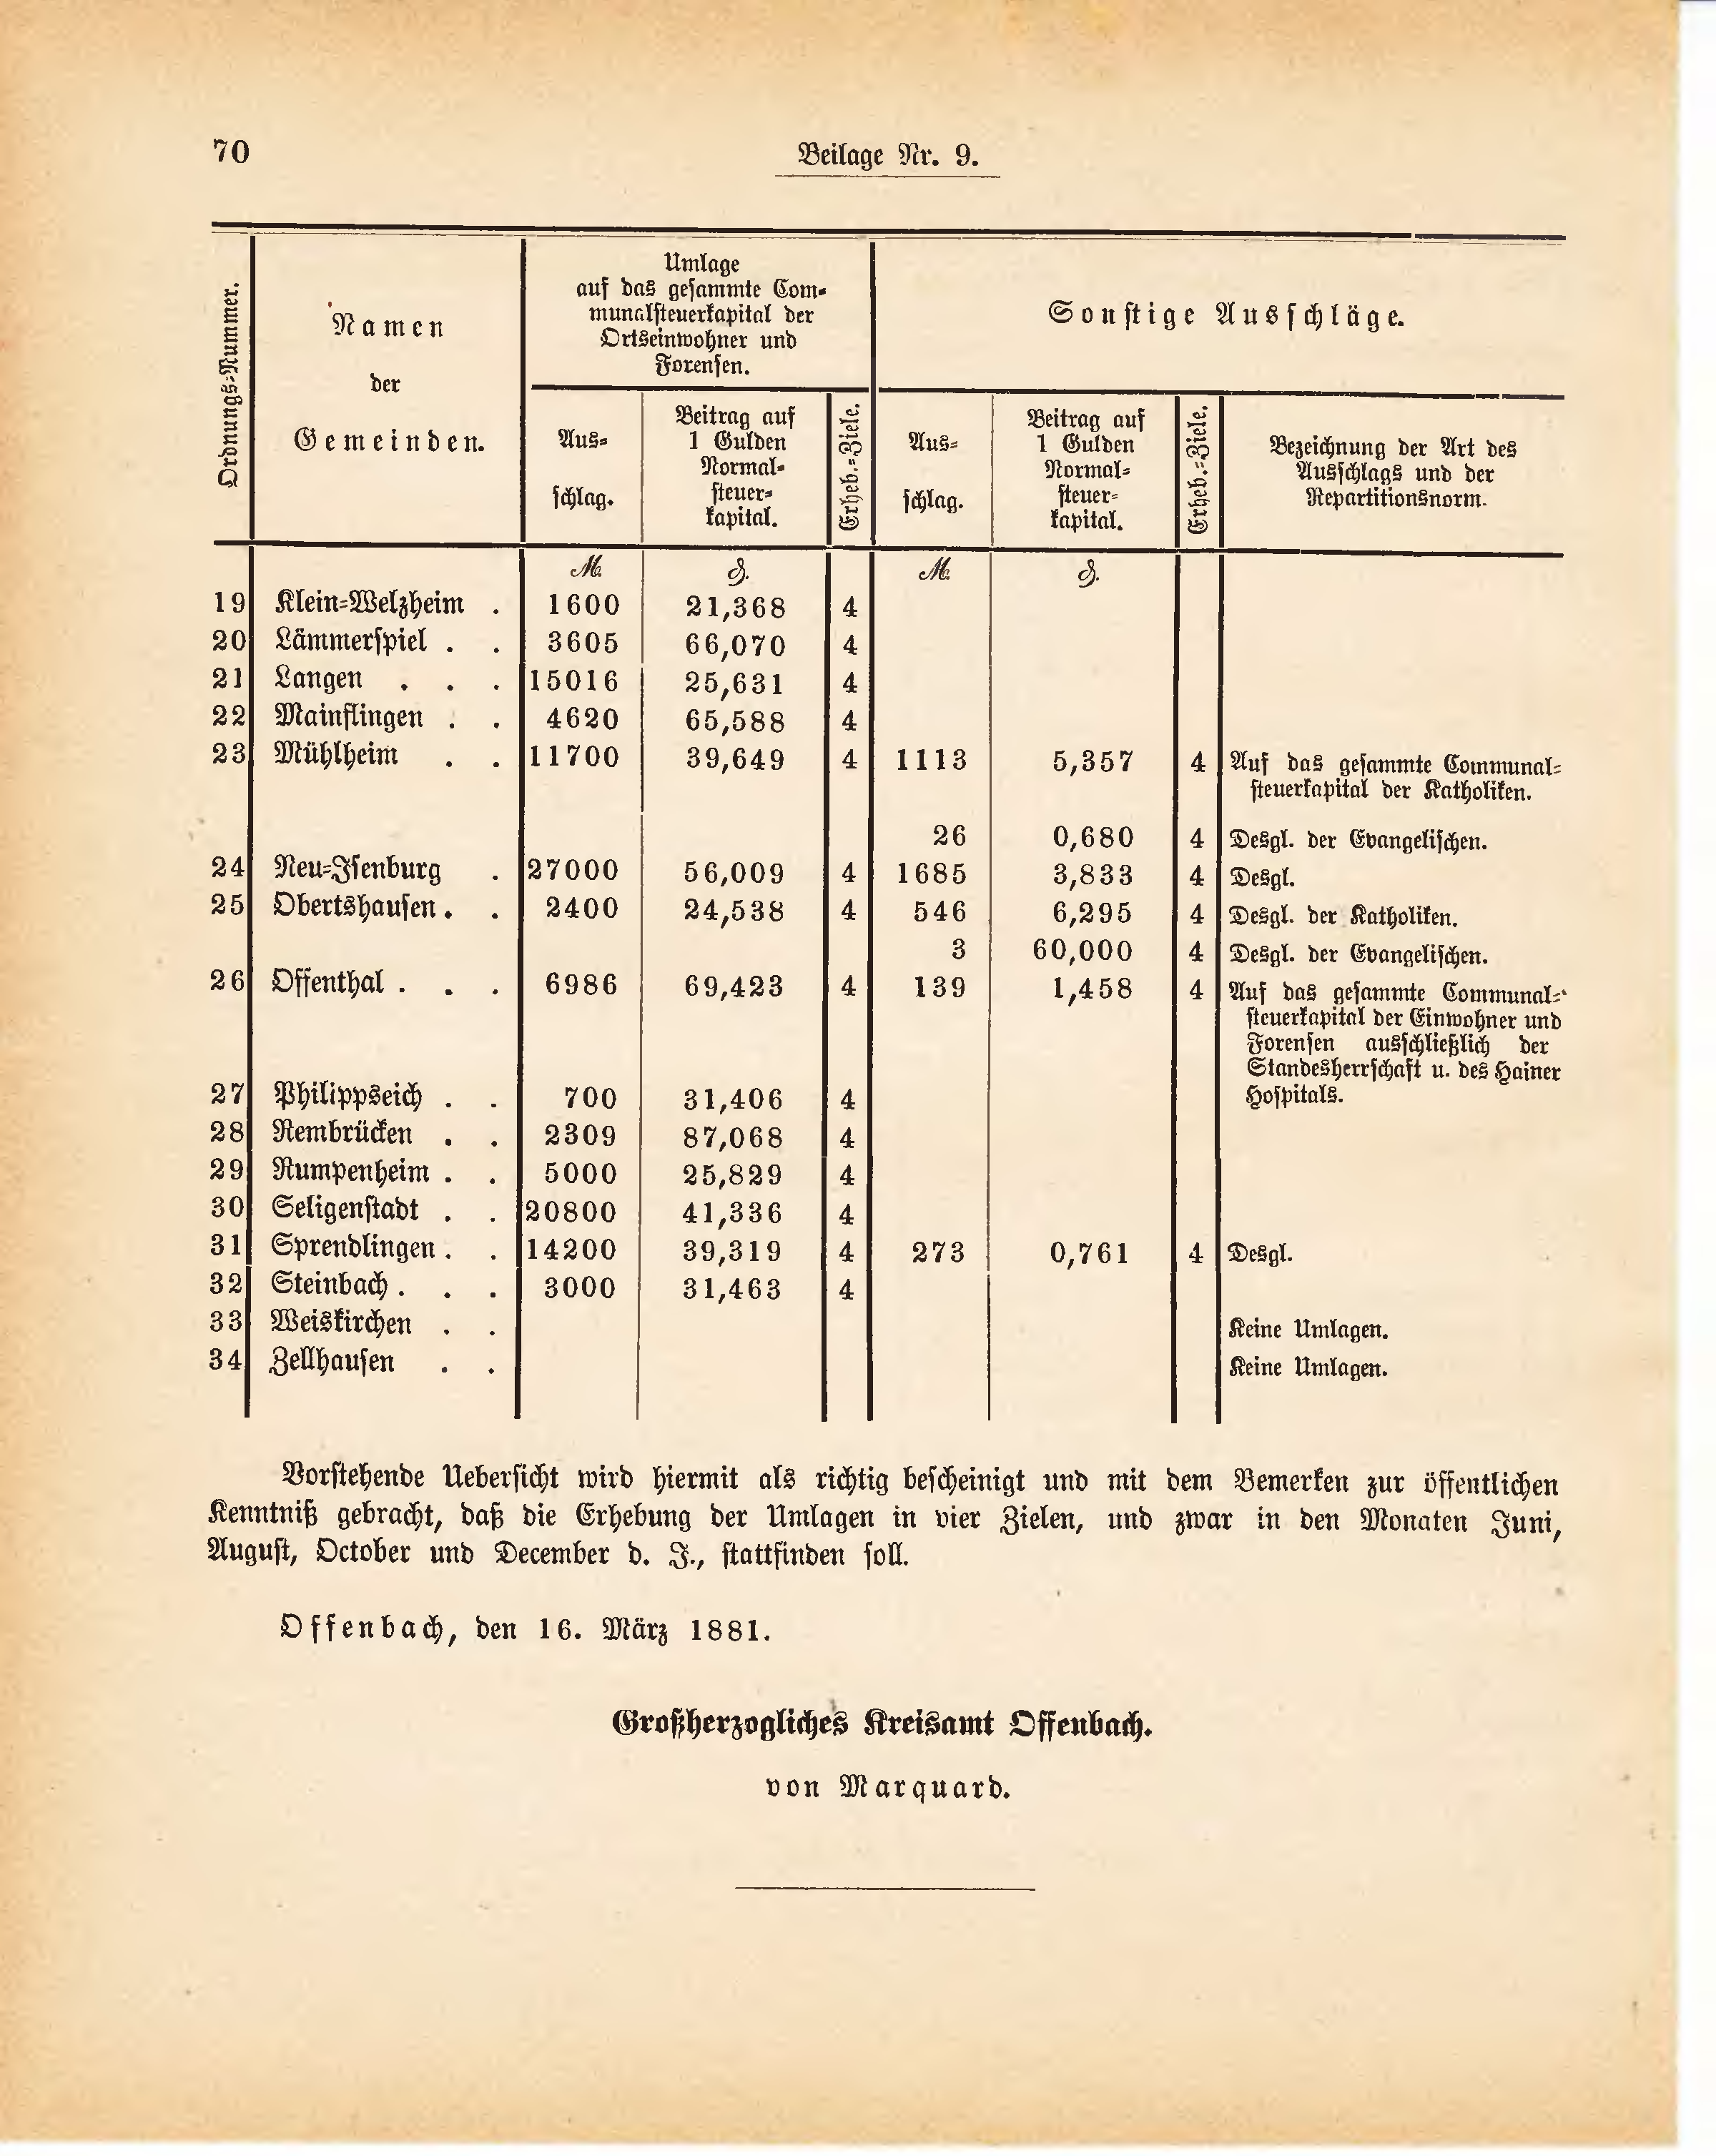 70
Beilage Nr. 9.
Ordnungs-Nummer.
Namen
der
Gemeinden.
Umlage
auf das gesammte Com-
munalsteuerkapital der
Ortseinwohner und
Forensen.
Sonstige Ausschläge.
Aus-
schlag.
Beitrag auf
1 Gulden
Normal-
steuer-
kapital.
Erheb.-Ziele.
Aus-
schlag.
Beitrag auf
1 Gulden
Normal-
steuer-
kapital.
Erheb.-Ziele.
Bezeichnung der Art des
Ausschlags und der
Repartitionsnorm.
M. ₰. M. ₰.
19 Klein-Welzheim . 1600 21,368 4
20 Lämmerspiel . . 3605 66,070 4
21 Langen . . . 15016 25,631 4
22 Mainflingen . . 4620 65,588 4
23 Mühlheim . . 11700 39,649 4 1113 5,357 4 Auf das gesammte Communal-
steuerkapital der Katholiken.
26 0,680 4 Desgl. der Evangelischen.
24 Neu-Isenburg . 27000 56,009 4 1685 3,833 4 Desgl.
25 Obertshausen . . 2400 24,538 4 546 6,295 4 Desgl. der Katholiken.
3 60,000 4 Desgl. der Evangelischen.
26 Offenthal . . . 6986 69,423 4 139 1,458 4 Auf das gesammte Communal-
steuerkapital der Einwohner und
Forensen ausschließlich der
Standesherrschaft u. des Hainer
Hospitals.
27 Philippseich . . 700 31,406 4
28 Rembrücken . . 2309 87,068 4
29 Rumpenheim . . 5000 25,829 4
30 Seligenstadt . . 20800 41,336 4
31 Sprendlingen . . 14200 39,319 4 273 0,761 4 Desgl.
32 Steinbach . . . 3000 31,463 4
33 Weiskirchen . . Keine Umlagen.
34 Zellhausen . . Keine Umlagen.
Vorstehende Uebersicht wird hiermit als richtig bescheinigt und mit dem Bemerken zur öffentlichen
Kenntniß gebracht, daß die Erhebung der Umlagen in vier Zielen, und zwar in den Monaten Juni,
August, October und December d. J., stattfinden soll.
Offenbach, den 16. März 1881.
Großherzogliches Kreisamt Offenbach.
von Marquard.